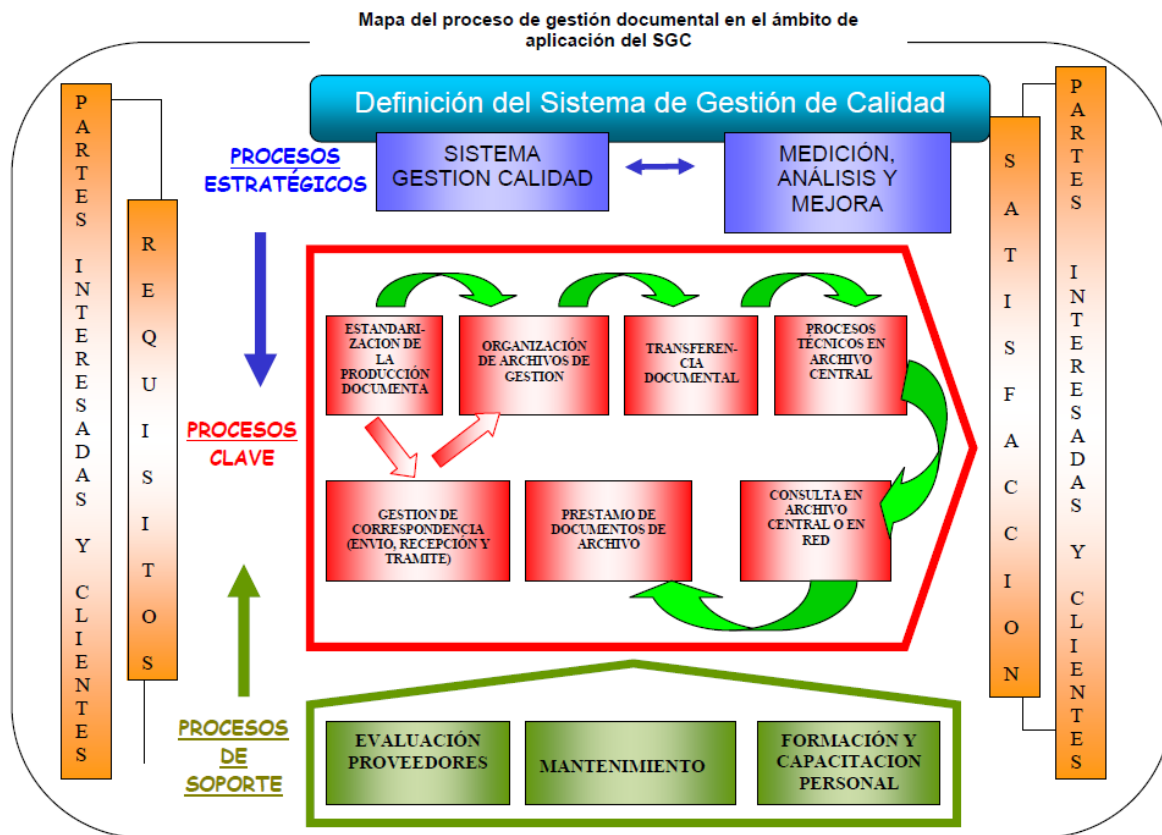 Mapa del proceso de gestión documental en el ámbito de
aplicación del SGC
PARTES INTERESADAS Y CLIENTES
REQUISITOS
Definición del Sistema de Gestión de Calidad
PROCESOS
ESTRATÉGICOS
SISTEMA
GESTION CALIDAD
MEDICIÓN,
ANÁLISIS Y
MEJORA
PROCESOS
CLAVE
ESTANDARI-
ZACION DE
LA
PRODUCCIÓN
DOCUMENTA
ORGANIZACIÓN
DE ARCHIVOS DE
GESTION
TRANSFEREN-
CIA
DOCUMENTAL
PROCESOS
TÉCNICOS EN
ARCHIVO
CENTRAL
GESTION DE
CORRESPONDENCIA
(ENVIO, RECEPCIÓN Y
TRAMITE)
PRESTAMO DE
DOCUMENTOS DE
ARCHIVO
CONSULTA EN
ARCHIVO
CENTRAL O EN
RED
PROCESOS
DE
SOPORTE
EVALUACIÓN
PROVEEDORES
MANTENIMIENTO
FORMACIÓN Y
CAPACITACION
PERSONAL
SATISFACCION
PARTES INTERESADAS Y CLIENTES